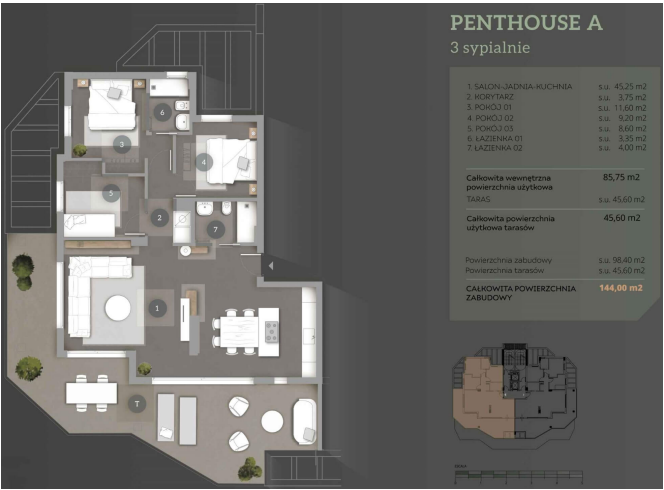 PENTHOUSE A
3 sypialnie
1. SALON-JADNIA-KUCHNIA s.u. 45,25 m2
2. KORYTARZ s.u. 3,75 m2
3. POKÓJ 01 s.u. 11,60 m2
4. POKÓJ 02 s.u. 9,20 m2
5. POKÓJ 03 s.u. 8,60 m2
6. ŁAZIENKA 01 s.u. 3,35 m2
7. ŁAZIENKA 02 s.u. 4,00 m2
Całkowita wewnętrzna 85,75 m2
powierzchnia użytkowa
TARAS s.u. 45,60 m2
Całkowita powierzchnia 45,60 m2
użytkowa tarasów
Powierzchnia zabudowy s.u. 98,40 m2
Powierzchnia tarasów s.u. 45,60 m2
CAŁKOWITA POWIERZCHNIA 144,00 m2
ZABUDOWY
6
3
4
5
2
7
1
T